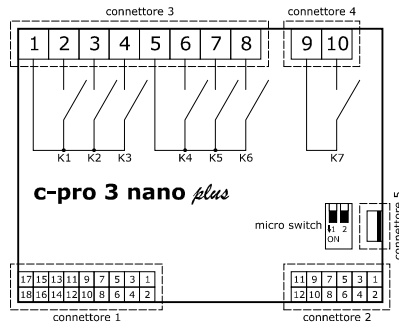 connettore 3
connettore 4
1 2 3 4 5 6 7 8
9 10
K1 K2 K3 K4 K5 K6 K7
c-pro 3 nano plus
micro switch
1 2
ON
connettore 5
17 15 13 11 9 7 5 3 1
18 16 14 12 10 8 6 4 2
11 9 7 5 3 1
12 10 8 6 4 2
connettore 1
connettore 2